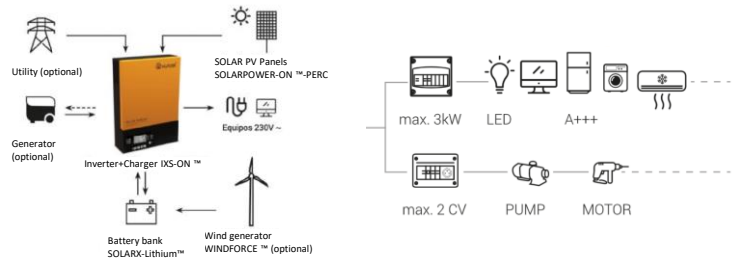 Utility (optional)
SOLAR PV Panels
SOLARPOWER-ON ™-PERC
Generator
(optional)
Equipos 230V ~
Inverter+Charger IXS-ON ™
Battery bank
SOLARX-Lithium™
Wind generator
WINDFORCE ™ (optional)
max. 3kW
LED
A+++
max. 2 CV
PUMP
MOTOR